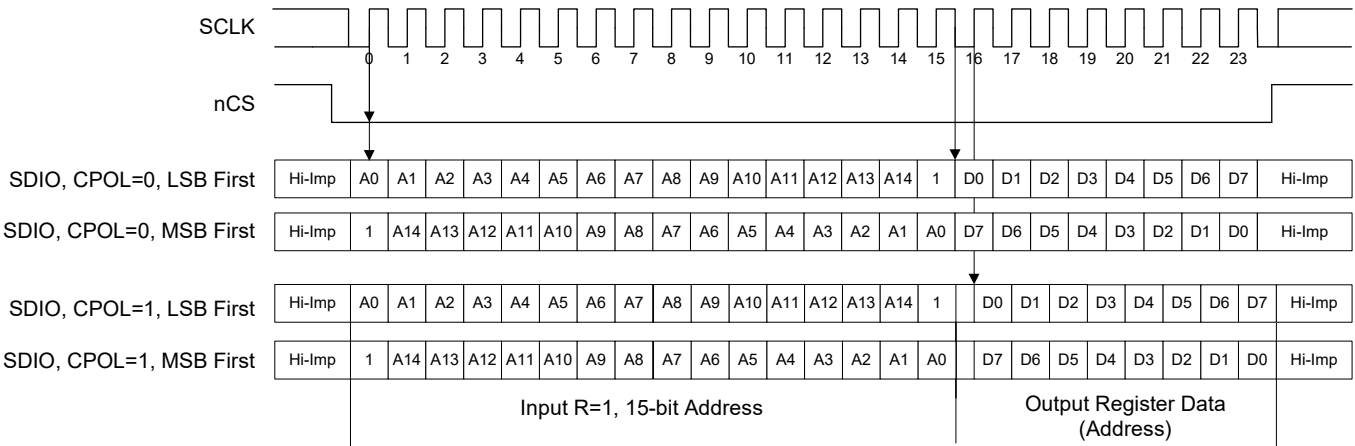 SCLK
0 1 2 3 4 5 6 7 8 9 10 11 12 13 14 15 16 17 18 19 20 21 22 23
nCS
SDIO, CPOL=0, LSB First Hi-Imp A0 A1 A2 A3 A4 A5 A6 A7 A8 A9 A10 A11 A12 A13 A14 1 D0 D1 D2 D3 D4 D5 D6 D7 Hi-Imp
SDIO, CPOL=0, MSB First Hi-Imp 1 A14 A13 A12 A11 A10 A9 A8 A7 A6 A5 A4 A3 A2 A1 A0 D7 D6 D5 D4 D3 D2 D1 D0 Hi-Imp
SDIO, CPOL=1, LSB First Hi-Imp A0 A1 A2 A3 A4 A5 A6 A7 A8 A9 A10 A11 A12 A13 A14 1 D0 D1 D2 D3 D4 D5 D6 D7 Hi-Imp
SDIO, CPOL=1, MSB First Hi-Imp 1 A14 A13 A12 A11 A10 A9 A8 A7 A6 A5 A4 A3 A2 A1 A0 D7 D6 D5 D4 D3 D2 D1 D0 Hi-Imp
Input R=1, 15-bit Address
Output Register Data
(Address)